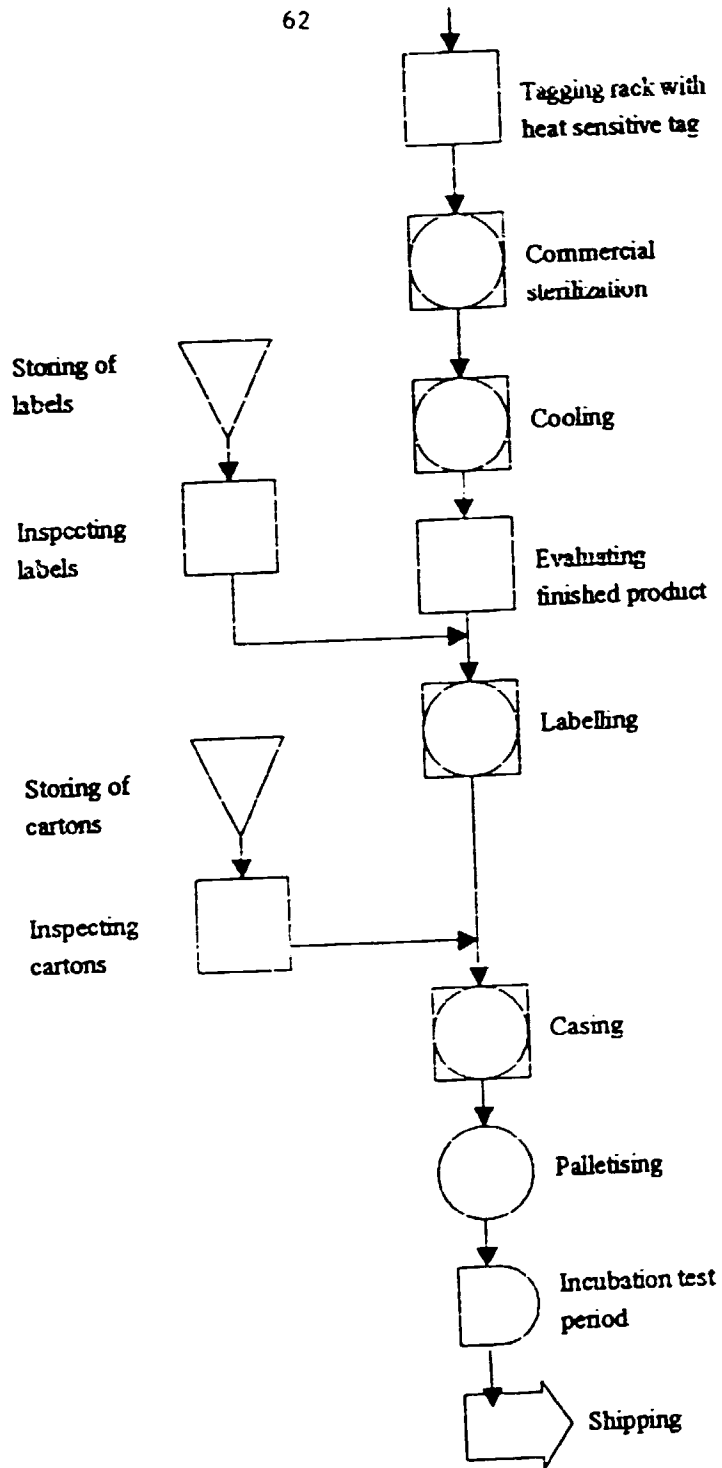 62
Tagging rack with
heat sensitive tag
Commercial
sterilization
Storing of
labels
Cooling
Inspecting
labels
Evaluating
finished product
Labelling
Storing of
cartons
Inspecting
cartons
Casing
Palletising
Incubation test
period
Shipping